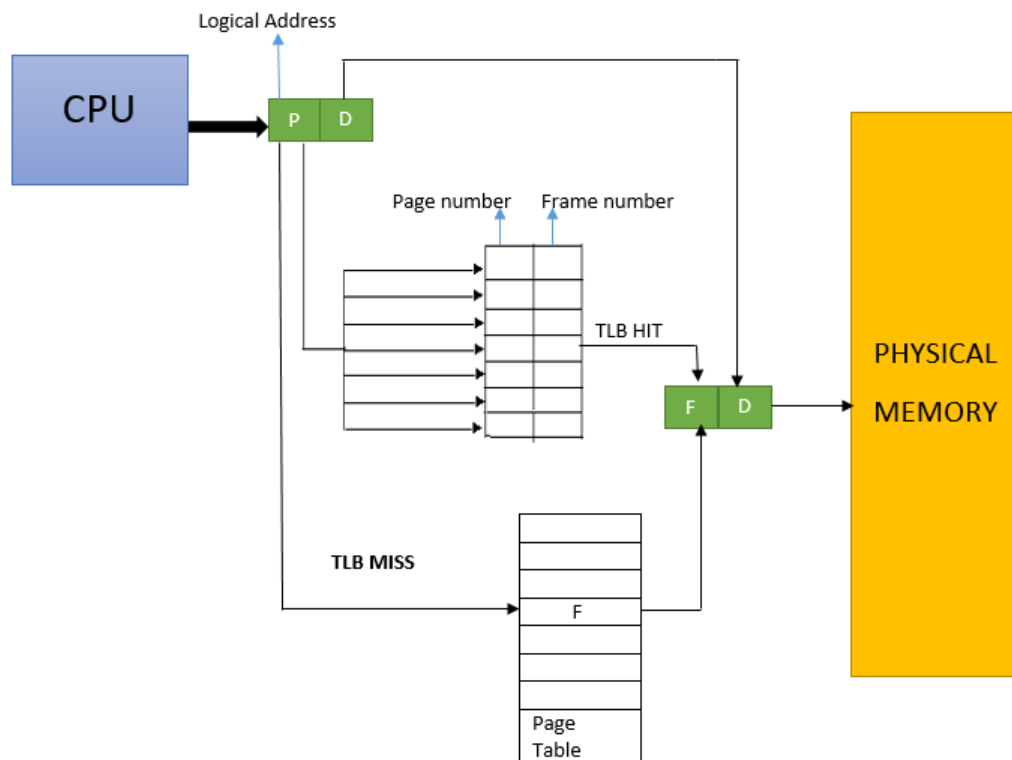 Logical Address
CPU
P D
Page number Frame number
TLB HIT
PHYSICAL
MEMORY
F D
TLB MISS
F
Page
Table